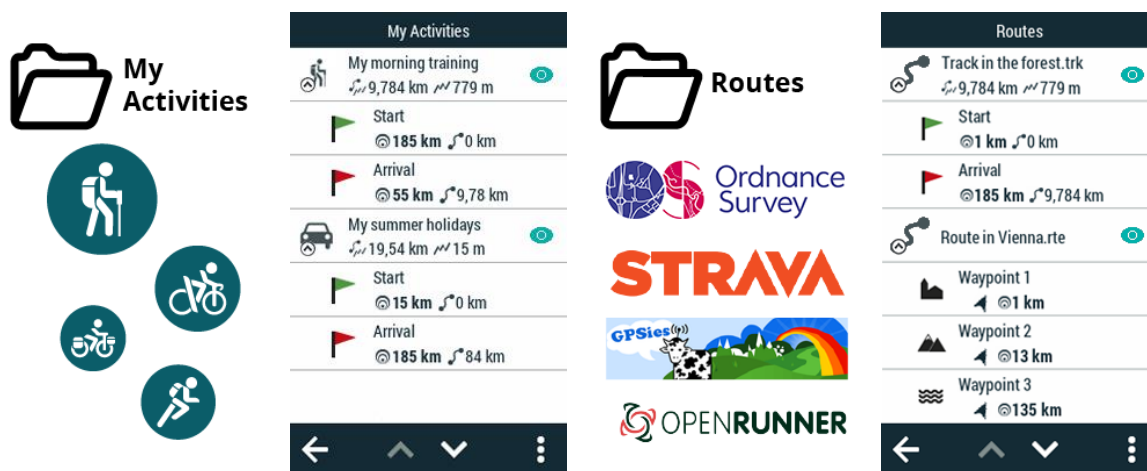 My
Activities
My Activities
My morning training
9,784 km 779 m
Start
185 km 0 km
Arrival
55 km 9,78 km
My summer holidays
19,54 km 15 m
Start
15 km 0 km
Arrival
185 km 84 km
Routes
Ordnance
Survey
STRAVA
GPSies
OPENRUNNER
Routes
Track in the forest.trk
9,784 km 779 m
Start
1 km 0 km
Arrival
185 km 9,784 km
Route in Vienna.rte
Waypoint 1
1 km
Waypoint 2
13 km
Waypoint 3
135 km